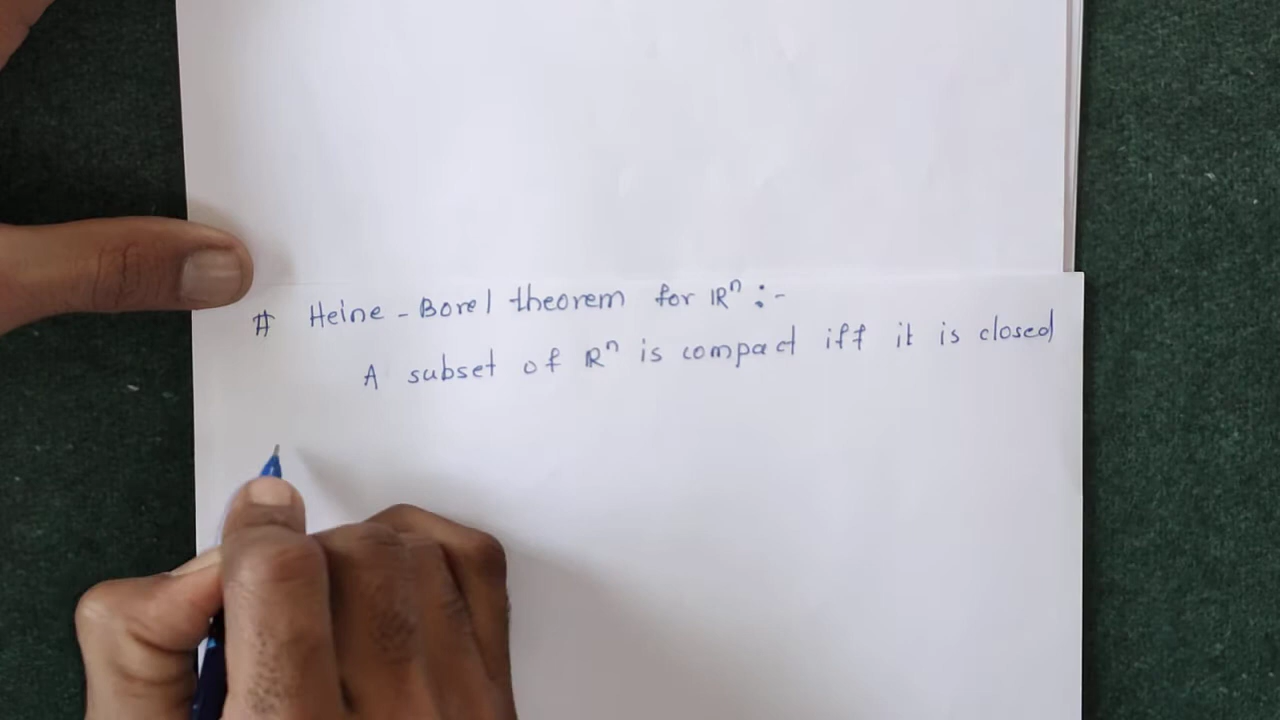 # Heine-Borel theorem for ℝⁿ :-
A subset of ℝⁿ is compact iff it is closed